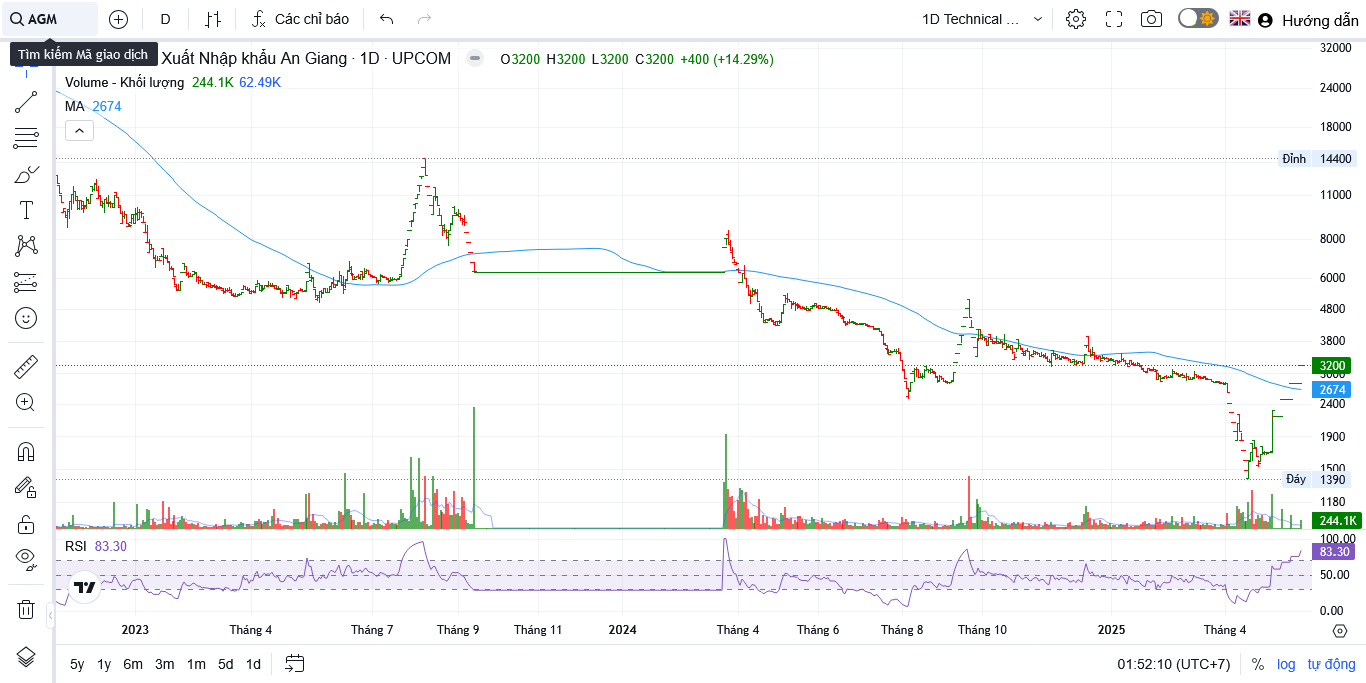 AGM D Các chỉ báo 1D Technical ... Hướng dẫn
Tìm kiếm Mã giao dịch
Xuất Nhập khẩu An Giang · 1D · UPCOM O3200 H3200 L3200 C3200 +400 (+14.29%)
Volume - Khối lượng 244.1K 62.49K
MA 2674
32000
24000
18000
Đỉnh 14400
11000
8000
6000
4800
3800
3200
3000
2674
2400
1900
1500
Đáy 1390
1180
244.1K
RSI 83.30
100.00
83.30
50.00
0.00
2023 Tháng 4 Tháng 7 Tháng 9 Tháng 11 2024 Tháng 4 Tháng 6 Tháng 8 Tháng 10 2025 Tháng 4
5y 1y 6m 3m 1m 5d 1d 01:52:10 (UTC+7) % log tự động